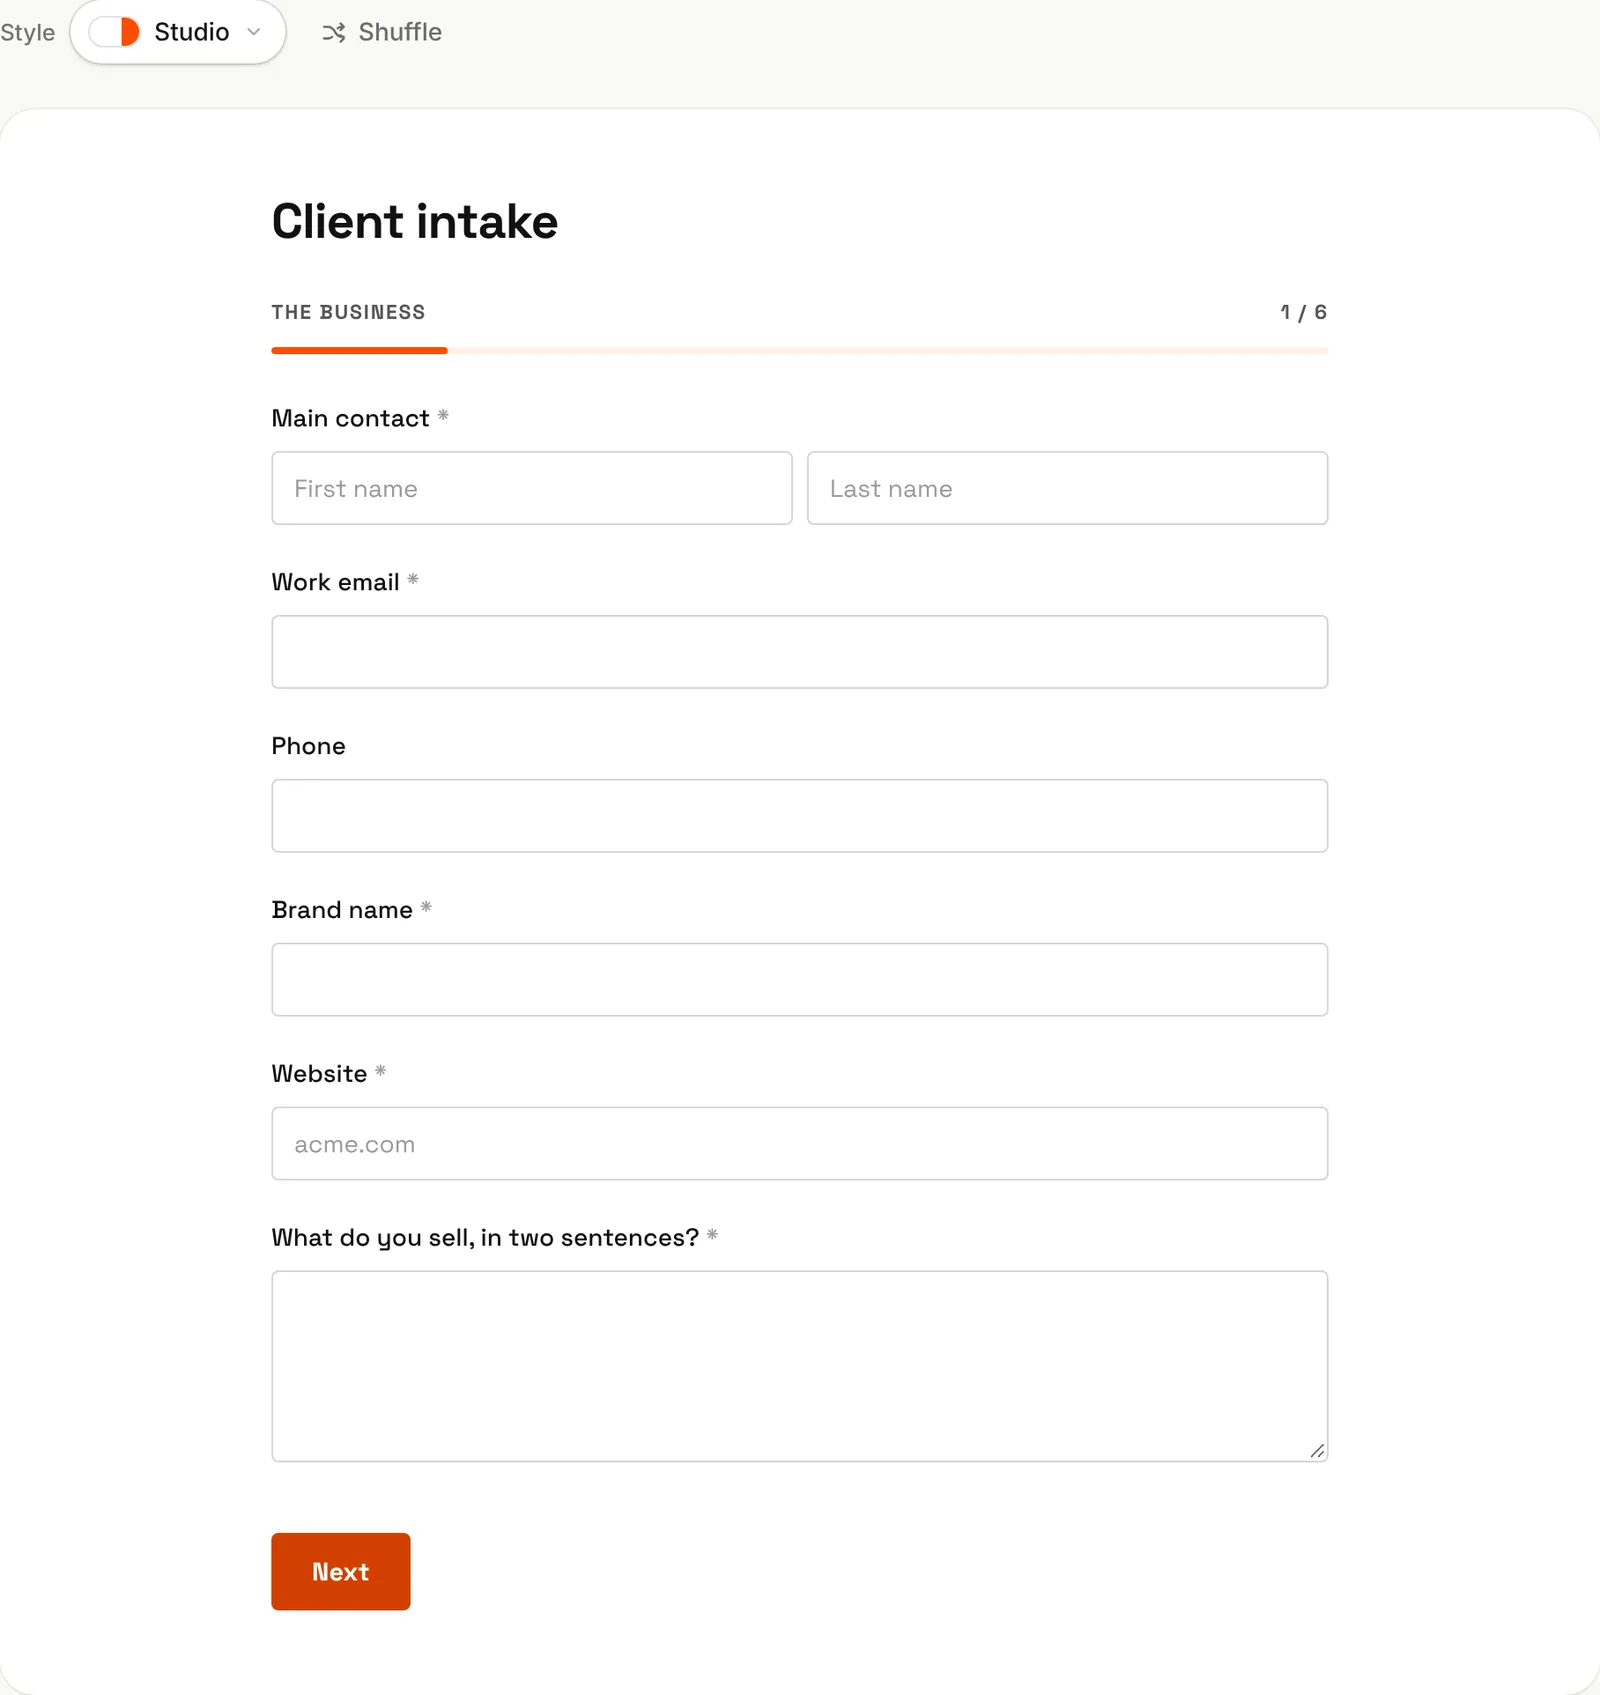 Style Studio Shuffle
Client intake
THE BUSINESS 1 / 6
Main contact *
First name Last name
Work email *
Phone
Brand name *
Website *
acme.com
What do you sell, in two sentences? *
Next